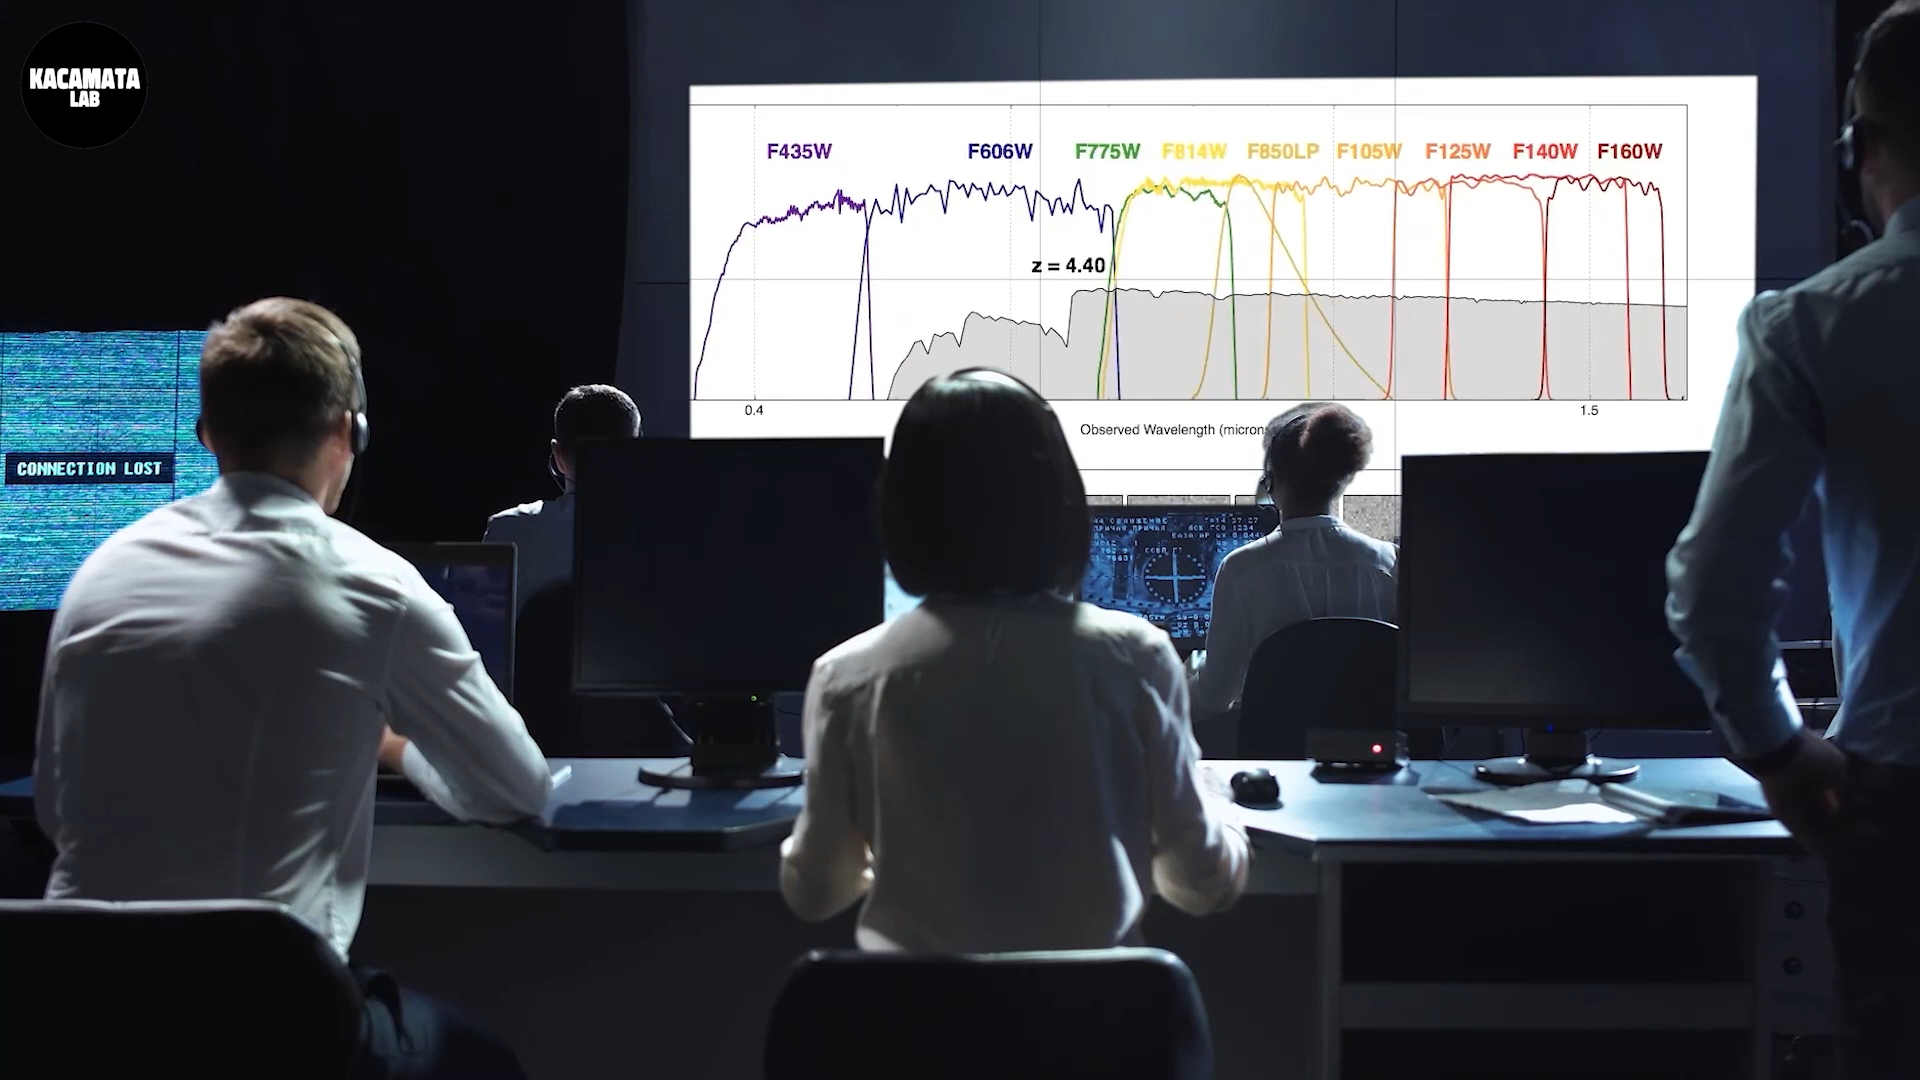 KACAMATA
LAB
F435W F606W F775W F814W F850LP F105W F125W F140W F160W
z = 4.40
0.4 1.5
Observed Wavelength (micron
CONNECTION LOST